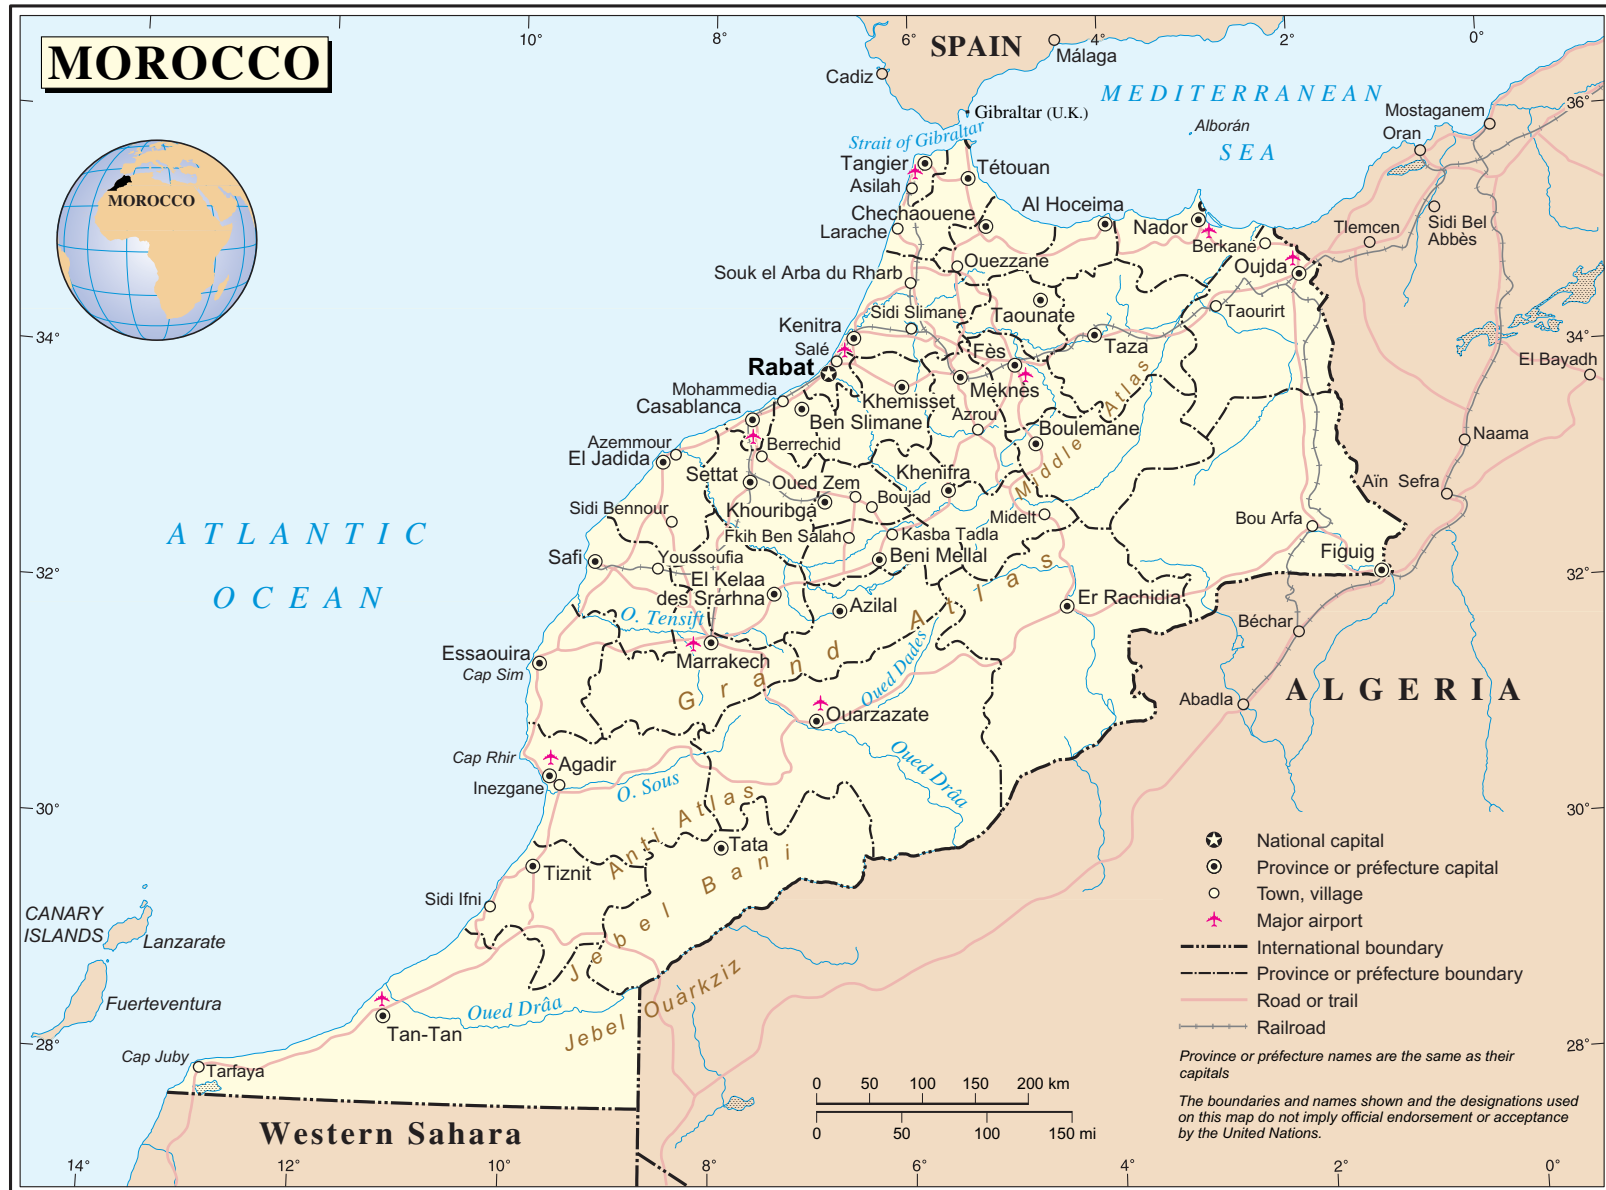 MOROCCO
10°
8°
6°
4°
2°
0°
SPAIN
Málaga
Cadiz
MEDITERRANEAN
SEA
Gibraltar (U.K.)
Alborán
Strait of Gibraltar
Mostaganem
Oran
36°
MOROCCO
Tangier
Tétouan
Asilah
Chechaouene
Larache
Al Hoceima
Nador
Berkane
Oujda
Tlemcen
Sidi Bel
Abbès
Ouezzane
Souk el Arba du Rharb
Sidi Slimane
Taounate
Taourirt
Kenitra
Salé
Rabat
Fès
Taza
34°
34°
El Bayadh
Mohammedia
Casablanca
Khemisset
Meknès
Ben Slimane
Azrou
Boulemane
Middle Atlas
Naama
Azemmour
El Jadida
Berrechid
Settat
Oued Zem
Khenifra
Boujad
Khouribga
Aïn Sefra
Sidi Bennour
Fkih Ben Salah
Kasba Tadla
Midelt
Bou Arfa
ATLANTIC
OCEAN
Safi
Youssoufia
Beni Mellal
Figuig
El Kelaa
des Srarhna
32°
32°
Azilal
Er Rachidia
Béchar
O. Tensift
Essaouira
Cap Sim
Marrakech
Grand Atlas
Oued Dades
Abadla
ALGERIA
Ouarzazate
Cap Rhir
Agadir
Inezgane
O. Sous
Oued Drâa
30°
30°
Anti Atlas
Tata
Jebel Bani
Tiznit
Sidi Ifni
CANARY
ISLANDS
Lanzarate
Fuerteventura
Oued Drâa
Jebel Ouarkziz
Tan-Tan
28°
28°
Cap Juby
Tarfaya
Western Sahara
National capital
Province or préfecture capital
Town, village
Major airport
International boundary
Province or préfecture boundary
Road or trail
Railroad
Province or préfecture names are the same as their
capitals
The boundaries and names shown and the designations used
on this map do not imply official endorsement or acceptance
by the United Nations.
0 50 100 150 200 km
0 50 100 150 mi
14°
12°
10°
8°
6°
4°
2°
0°